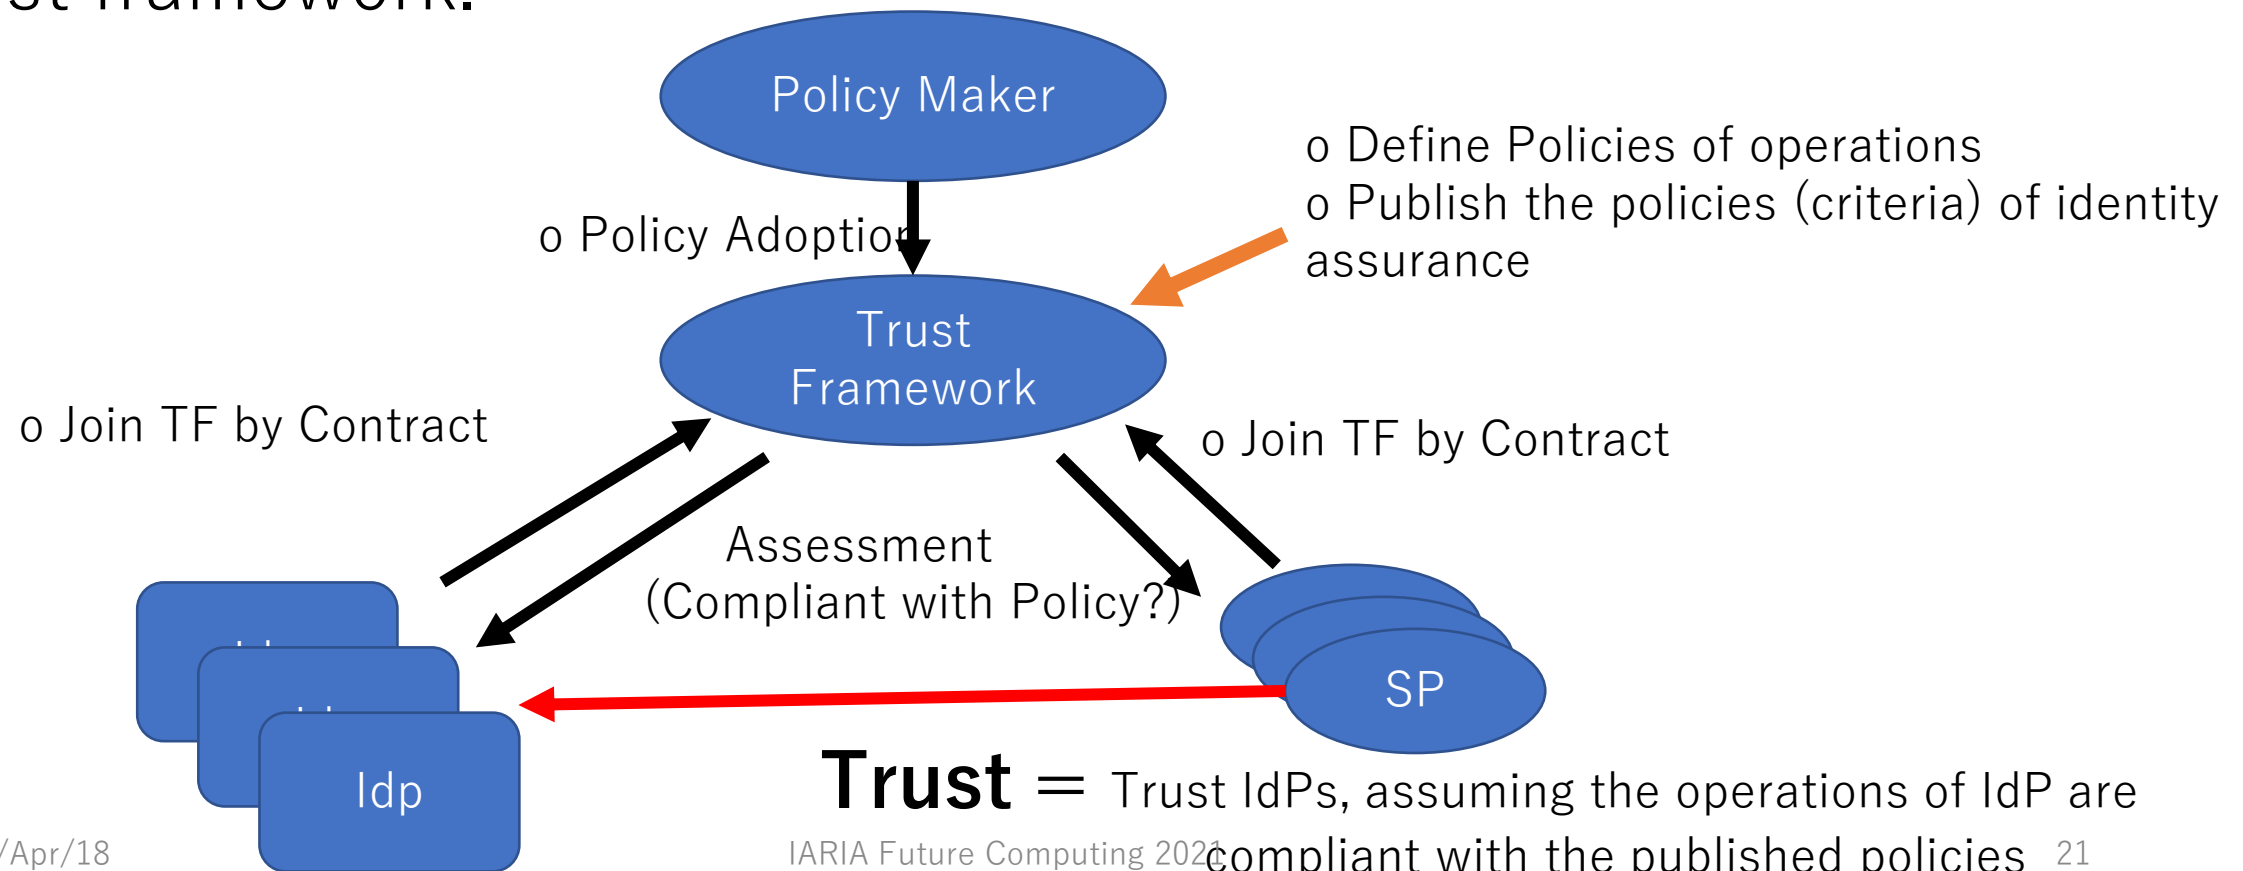 st framework.
Policy Maker
o Define Policies of operations
o Publish the policies (criteria) of identity
assurance
o Policy Adoption
Trust
Framework
o Join TF by Contract
o Join TF by Contract
Assessment
(Compliant with Policy?)
SP
Idp
Trust = Trust IdPs, assuming the operations of IdP are
compliant with the published policies
/Apr/18
IARIA Future Computing 2021
21